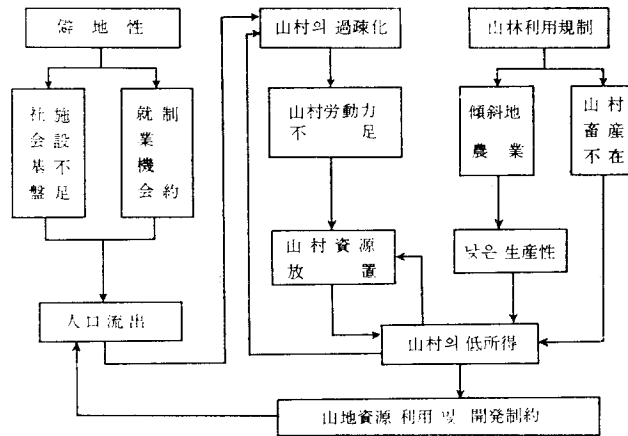 僻地性
山村의 過疎化
山林利用規制
社会基盤
施設不足
就業機会
制約
山村労動力
不足
傾斜地
農業
山村
畜産
不在
山村資源
放置
낮은 生産性
人口流出
山村의 低所得
山地資源 利用 및 開発制約